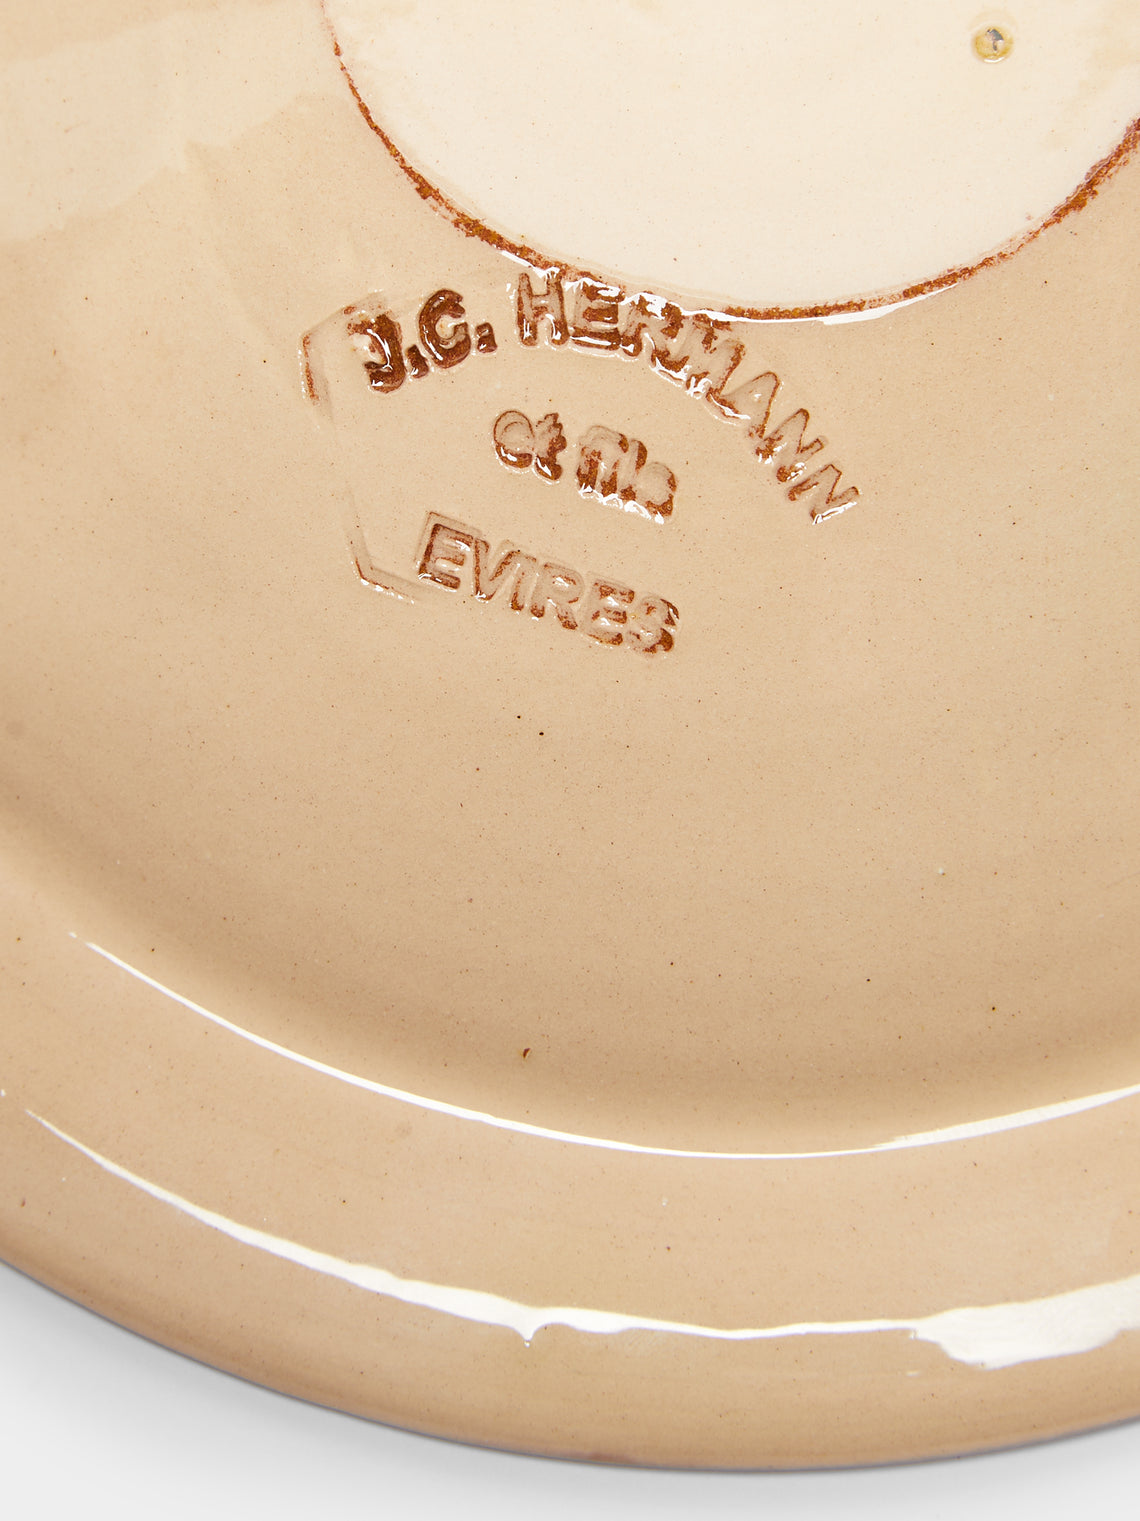 J.C. HERMANN
et fils
EVIRES